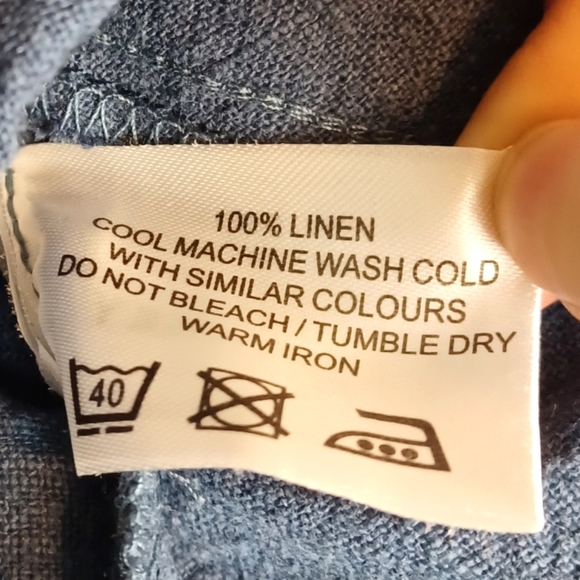 100% LINEN
COOL MACHINE WASH COLD
WITH SIMILAR COLOURS
DO NOT BLEACH / TUMBLE DRY
WARM IRON
40